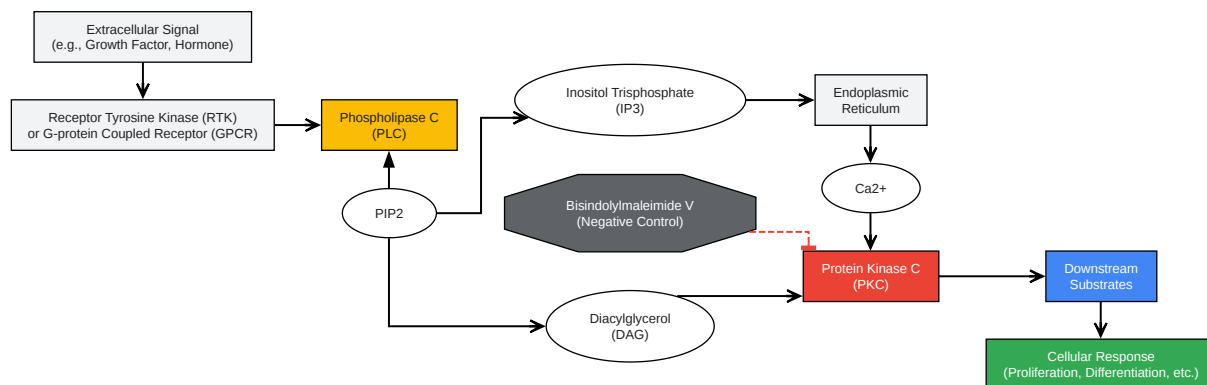 Extracellular Signal
(e.g., Growth Factor, Hormone)
Receptor Tyrosine Kinase (RTK)
or G-protein Coupled Receptor (GPCR)
Phospholipase C
(PLC)
PIP2
Inositol Trisphosphate
(IP3)
Endoplasmic
Reticulum
Ca2+
Bisindolylmaleimide V
(Negative Control)
Diacylglycerol
(DAG)
Protein Kinase C
(PKC)
Downstream
Substrates
Cellular Response
(Proliferation, Differentiation, etc.)